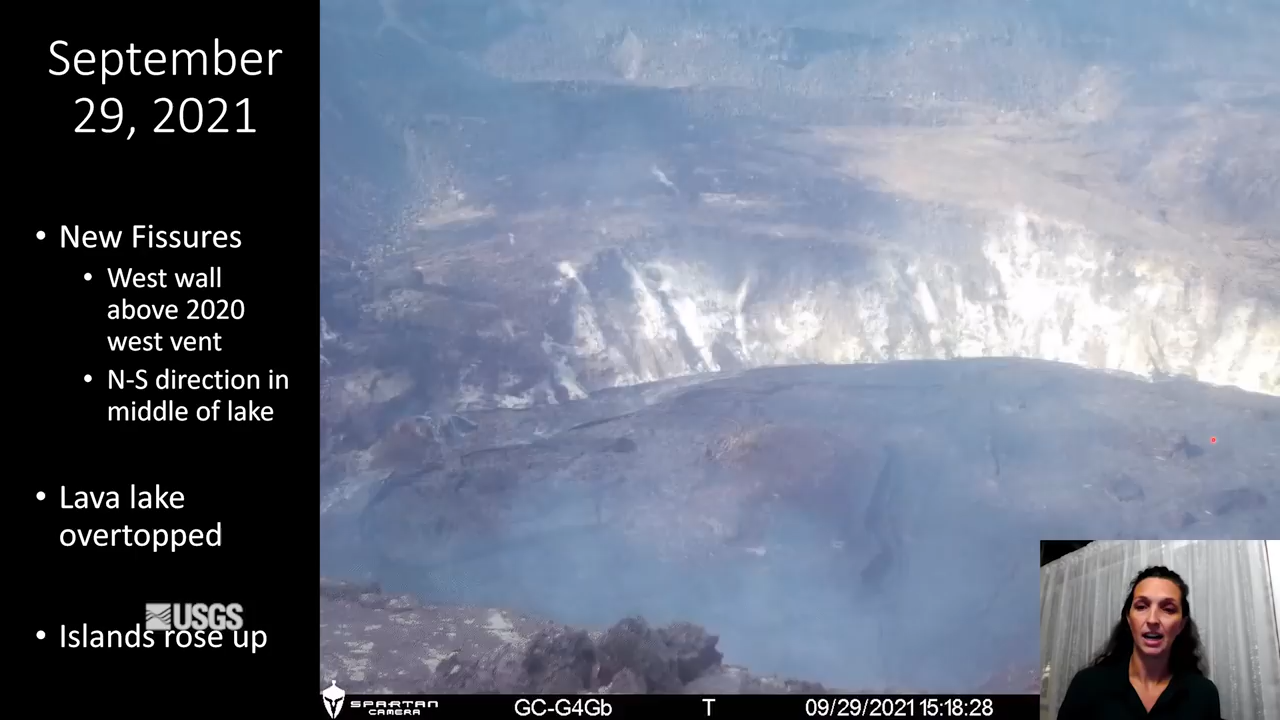 September
29, 2021
• New Fissures
• West wall
above 2020
west vent
• N-S direction in
middle of lake
• Lava lake
overtopped
USGS
• Islands rose up
SPARTAN
CAMERA
GC-G4Gb
T
09/29/2021 15:18:28